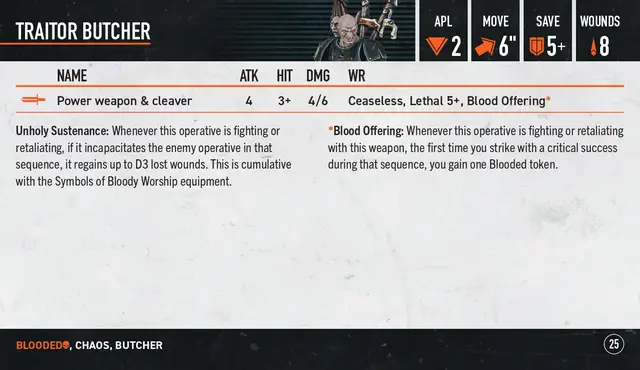 TRAITOR BUTCHER
APL
2
MOVE
6"
SAVE
5+
WOUNDS
8
NAME ATK HIT DMG WR
Power weapon & cleaver 4 3+ 4/6 Ceaseless, Lethal 5+, Blood Offering*
Unholy Sustenance: Whenever this operative is fighting or
retaliating, if it incapacitates the enemy operative in that
sequence, it regains up to D3 lost wounds. This is cumulative
with the Symbols of Bloody Worship equipment.
*Blood Offering: Whenever this operative is fighting or retaliating
with this weapon, the first time you strike with a critical success
during that sequence, you gain one Blooded token.
BLOODED, CHAOS, BUTCHER
25